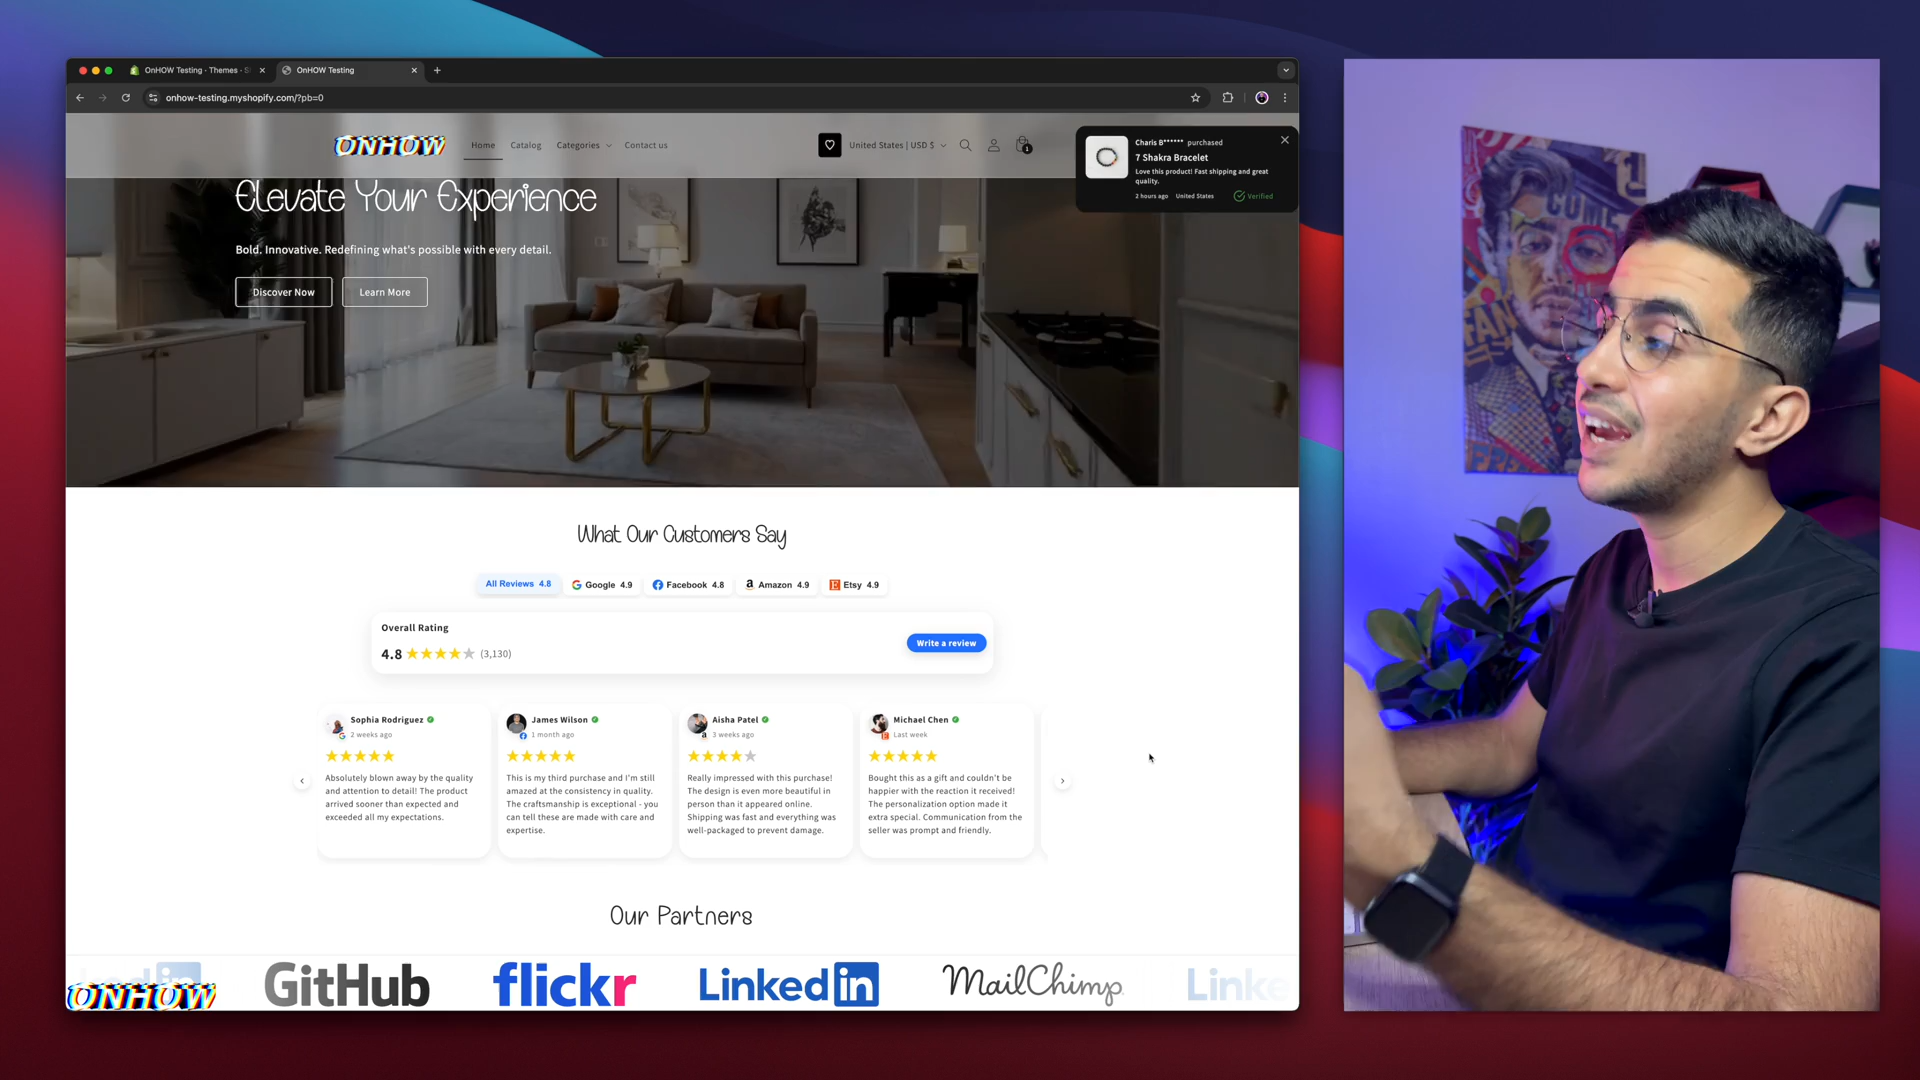 OnHOW Testing · Themes · S
OnHOW Testing
onhow-testing.myshopify.com/?pb=0
ONHOW
Home
Catalog
Categories
Contact us
United States | USD $
1
Charis B****** purchased
7 Shakra Bracelet
Love this product! Fast shipping and great
quality.
2 hours ago
United States
Verified
Elevate Your Experience
Bold. Innovative. Redefining what's possible with every detail.
Discover Now
Learn More
What Our Customers Say
All Reviews 4.8
Google 4.9
Facebook 4.8
Amazon 4.9
Etsy 4.9
Overall Rating
4.8
(3,130)
Write a review
Sophia Rodriguez
2 weeks ago
Absolutely blown away by the quality
and attention to detail! The product
arrived sooner than expected and
exceeded all my expectations.
James Wilson
1 month ago
This is my third purchase and I'm still
amazed at the consistency in quality.
The craftsmanship is exceptional - you
can tell these are made with care and
expertise.
Aisha Patel
3 weeks ago
Really impressed with this purchase!
The design is even more beautiful in
person than it appeared online.
Shipping was fast and everything was
well-packaged to prevent damage.
Michael Chen
Last week
Bought this as a gift and couldn't be
happier with the reaction it received!
The personalization option made it
extra special. Communication from the
seller was prompt and friendly.
Our Partners
ONHOW
GitHub
flickr
LinkedIn
MailChimp
Linke
COME
FAN